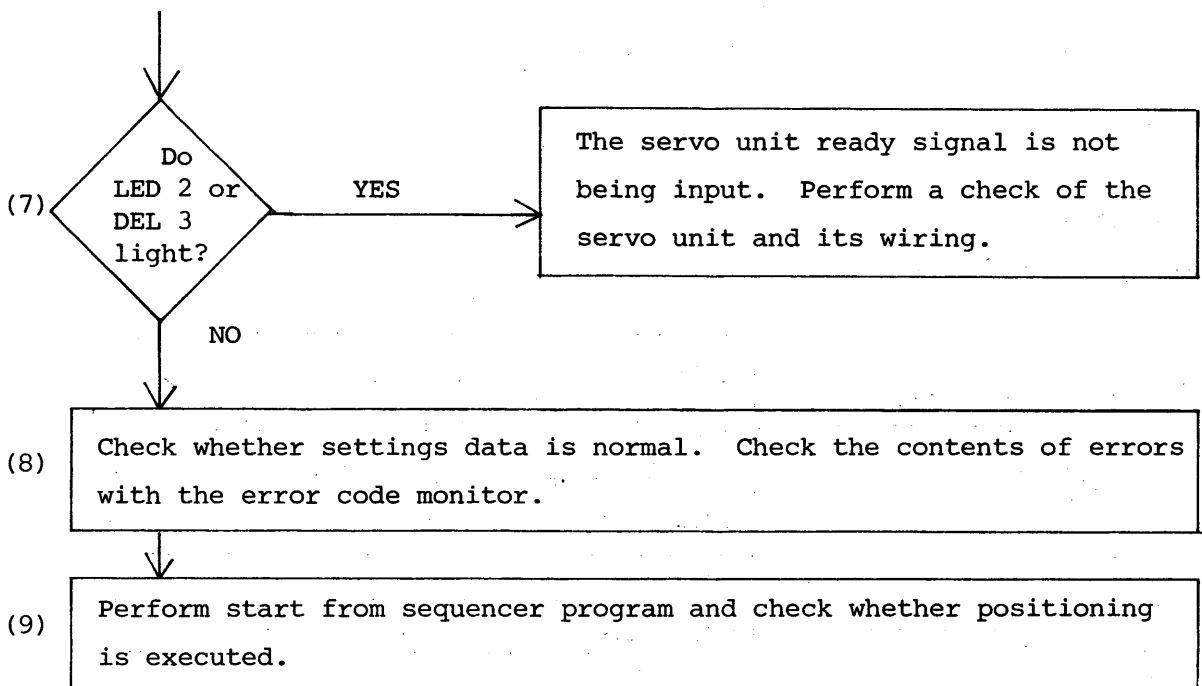 (7)
Do
LED 2 or
DEL 3
light?
YES
The servo unit ready signal is not
being input. Perform a check of the
servo unit and its wiring.
NO
(8)
Check whether settings data is normal. Check the contents of errors
with the error code monitor.
(9)
Perform start from sequencer program and check whether positioning
is executed.